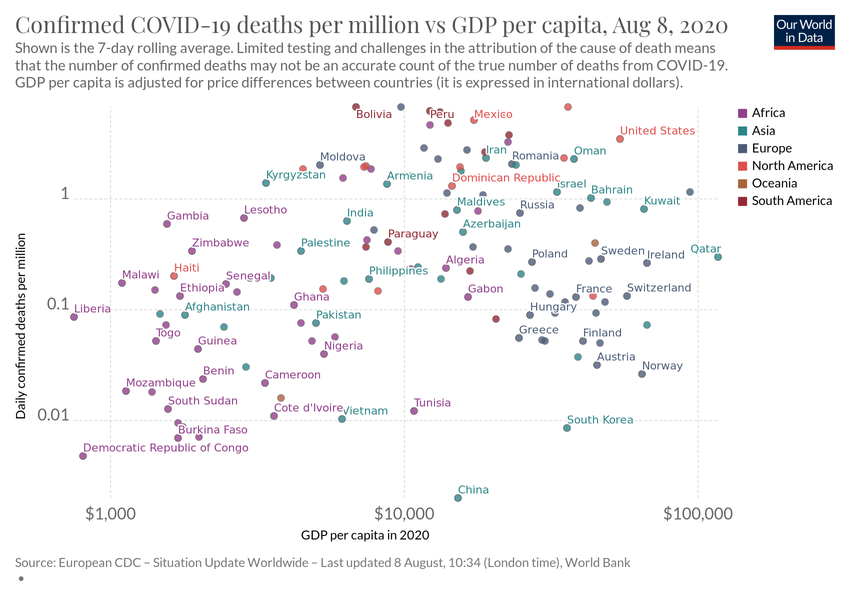 Confirmed COVID-19 deaths per million vs GDP per capita, Aug 8, 2020
Our World
in Data
Shown is the 7-day rolling average. Limited testing and challenges in the attribution of the cause of death means
that the number of confirmed deaths may not be an accurate count of the true number of deaths from COVID-19.
GDP per capita is adjusted for price differences between countries (it is expressed in international dollars).
Africa
Asia
Europe
North America
Oceania
South America
Bolivia
Peru
Mexico
United States
Moldova
Iran
Romania
Oman
Kyrgyzstan
Armenia
Dominican Republic
Israel
Bahrain
1
Gambia
Lesotho
India
Maldives
Russia
Kuwait
Azerbaijan
Zimbabwe
Palestine
Paraguay
Poland
Sweden
Ireland
Qatar
Malawi
Haiti
Senegal
Philippines
Algeria
Ethiopia
Ghana
Gabon
France
Switzerland
0.1
Liberia
Afghanistan
Pakistan
Hungary
Togo
Guinea
Nigeria
Greece
Finland
Austria
Mozambique
Benin
Cameroon
Norway
South Sudan
Cote d'Ivoire
Vietnam
Tunisia
0.01
Burkina Faso
South Korea
Democratic Republic of Congo
China
Daily confirmed deaths per million
$1,000
$10,000
$100,000
GDP per capita in 2020
Source: European CDC – Situation Update Worldwide – Last updated 8 August, 10:34 (London time), World Bank